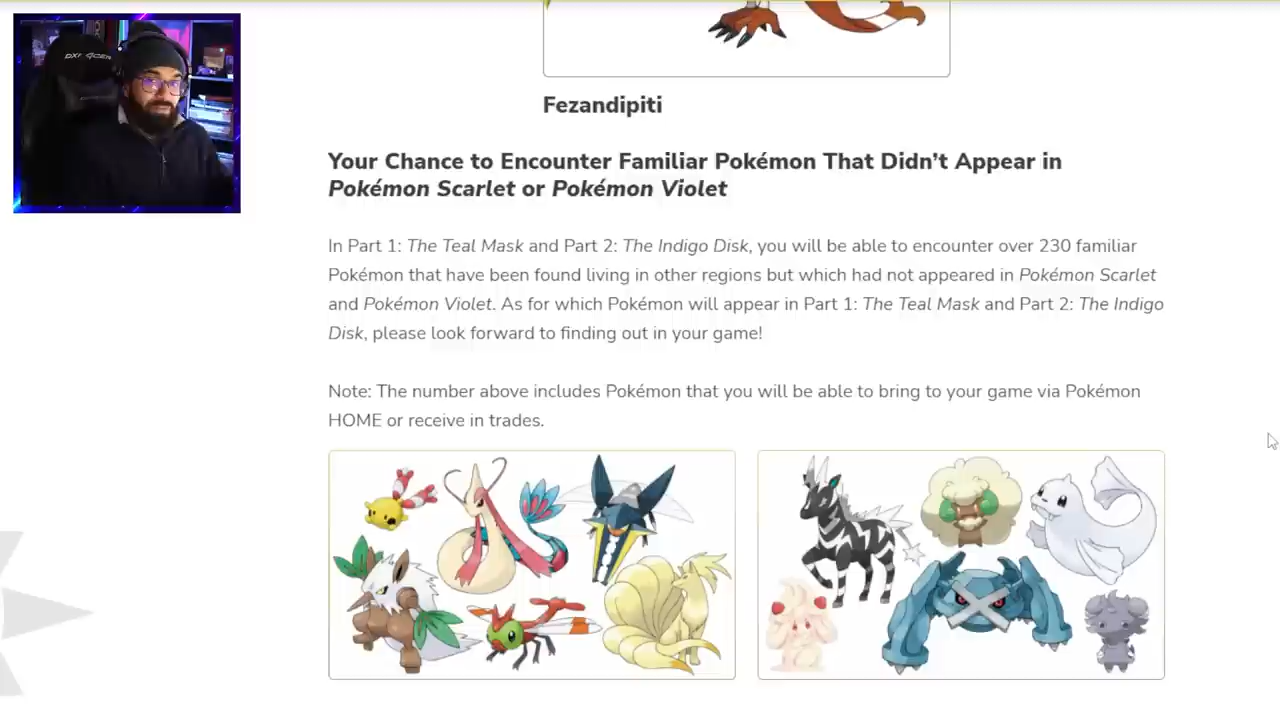 DXRACER
Fezandipiti
Your Chance to Encounter Familiar Pokémon That Didn’t Appear in
Pokémon Scarlet or Pokémon Violet
In Part 1: The Teal Mask and Part 2: The Indigo Disk, you will be able to encounter over 230 familiar
Pokémon that have been found living in other regions but which had not appeared in Pokémon Scarlet
and Pokémon Violet. As for which Pokémon will appear in Part 1: The Teal Mask and Part 2: The Indigo
Disk, please look forward to finding out in your game!
Note: The number above includes Pokémon that you will be able to bring to your game via Pokémon
HOME or receive in trades.